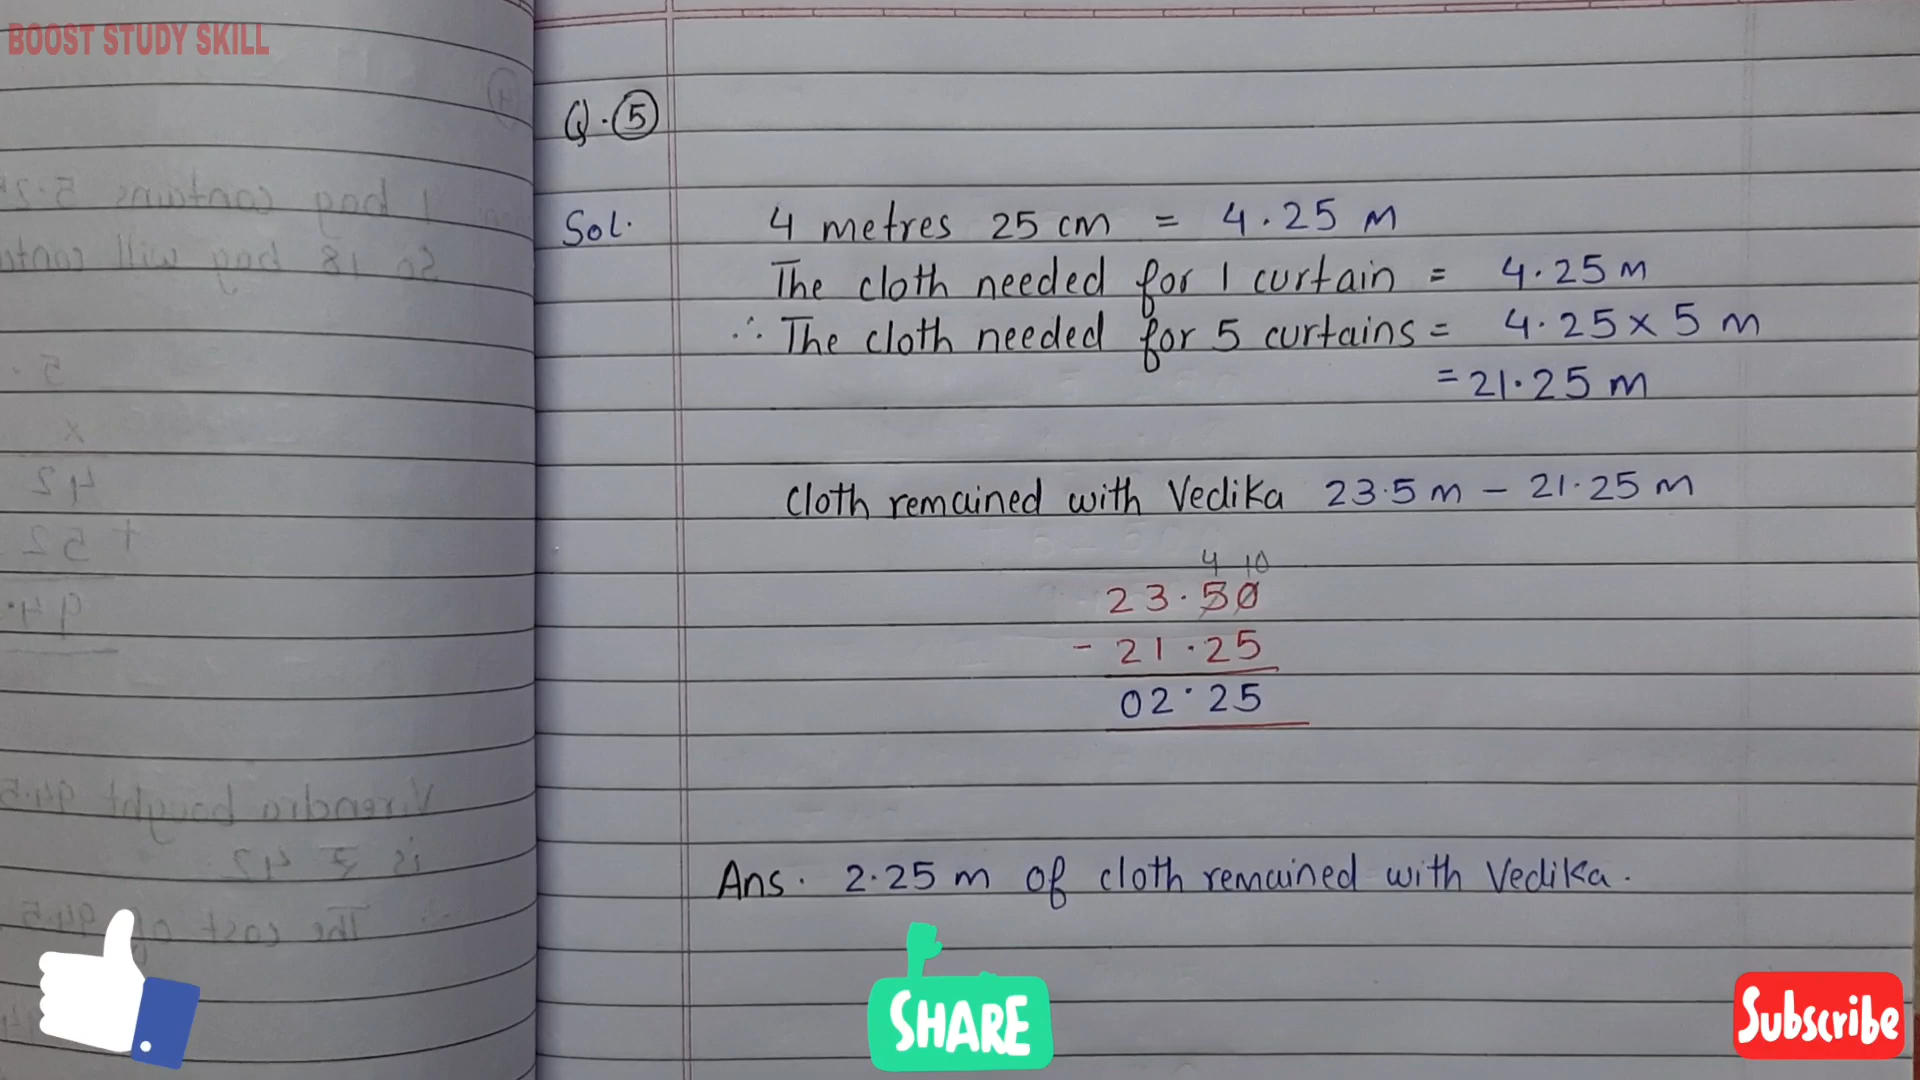 BOOST STUDY SKILL
Q.5
Sol. 4 metres 25 cm = 4.25 m
The cloth needed for 1 curtain = 4.25 m
∴ The cloth needed for 5 curtains = 4.25 × 5 m
= 21.25 m
Cloth remained with Vedika 23.5 m - 21.25 m
4 10
23.50
- 21.25
02.25
Ans. 2.25 m of cloth remained with Vedika.
SHARE
Subscribe